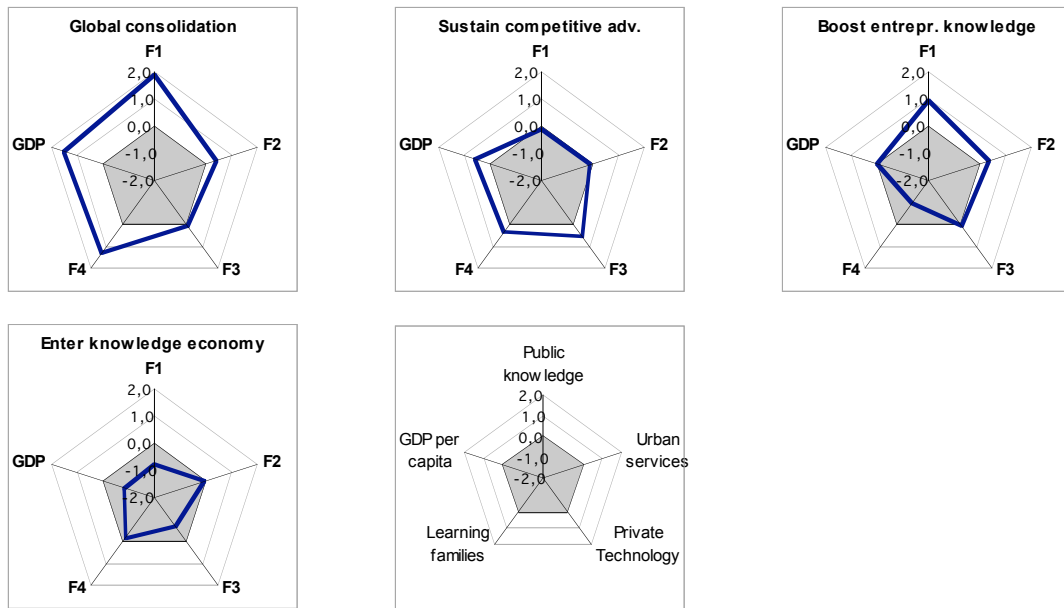 Global consolidation
F1
2,0
1,0
0,0
-1,0
-2,0
GDP
F2
F4
F3
Sustain competitive adv.
F1
2,0
1,0
0,0
-1,0
-2,0
GDP
F2
F4
F3
Boost entrepr. knowledge
F1
2,0
1,0
0,0
-1,0
-2,0
GDP
F2
F4
F3
Enter knowledge economy
F1
2,0
1,0
0,0
-1,0
-2,0
GDP
F2
F4
F3
Public
knowledge
2,0
1,0
0,0
-1,0
-2,0
GDP per
capita
Urban
services
Learning
families
Private
Technology